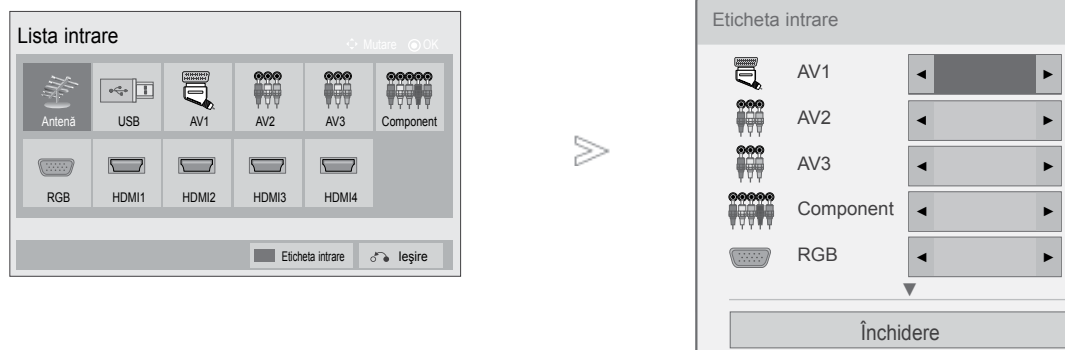 Lista intrare
Mutare OK
Antenă USB AV1 AV2 AV3 Component
RGB HDMI1 HDMI2 HDMI3 HDMI4
Eticheta intrare Ieşire
Eticheta intrare
AV1
AV2
AV3
Component
RGB
Închidere